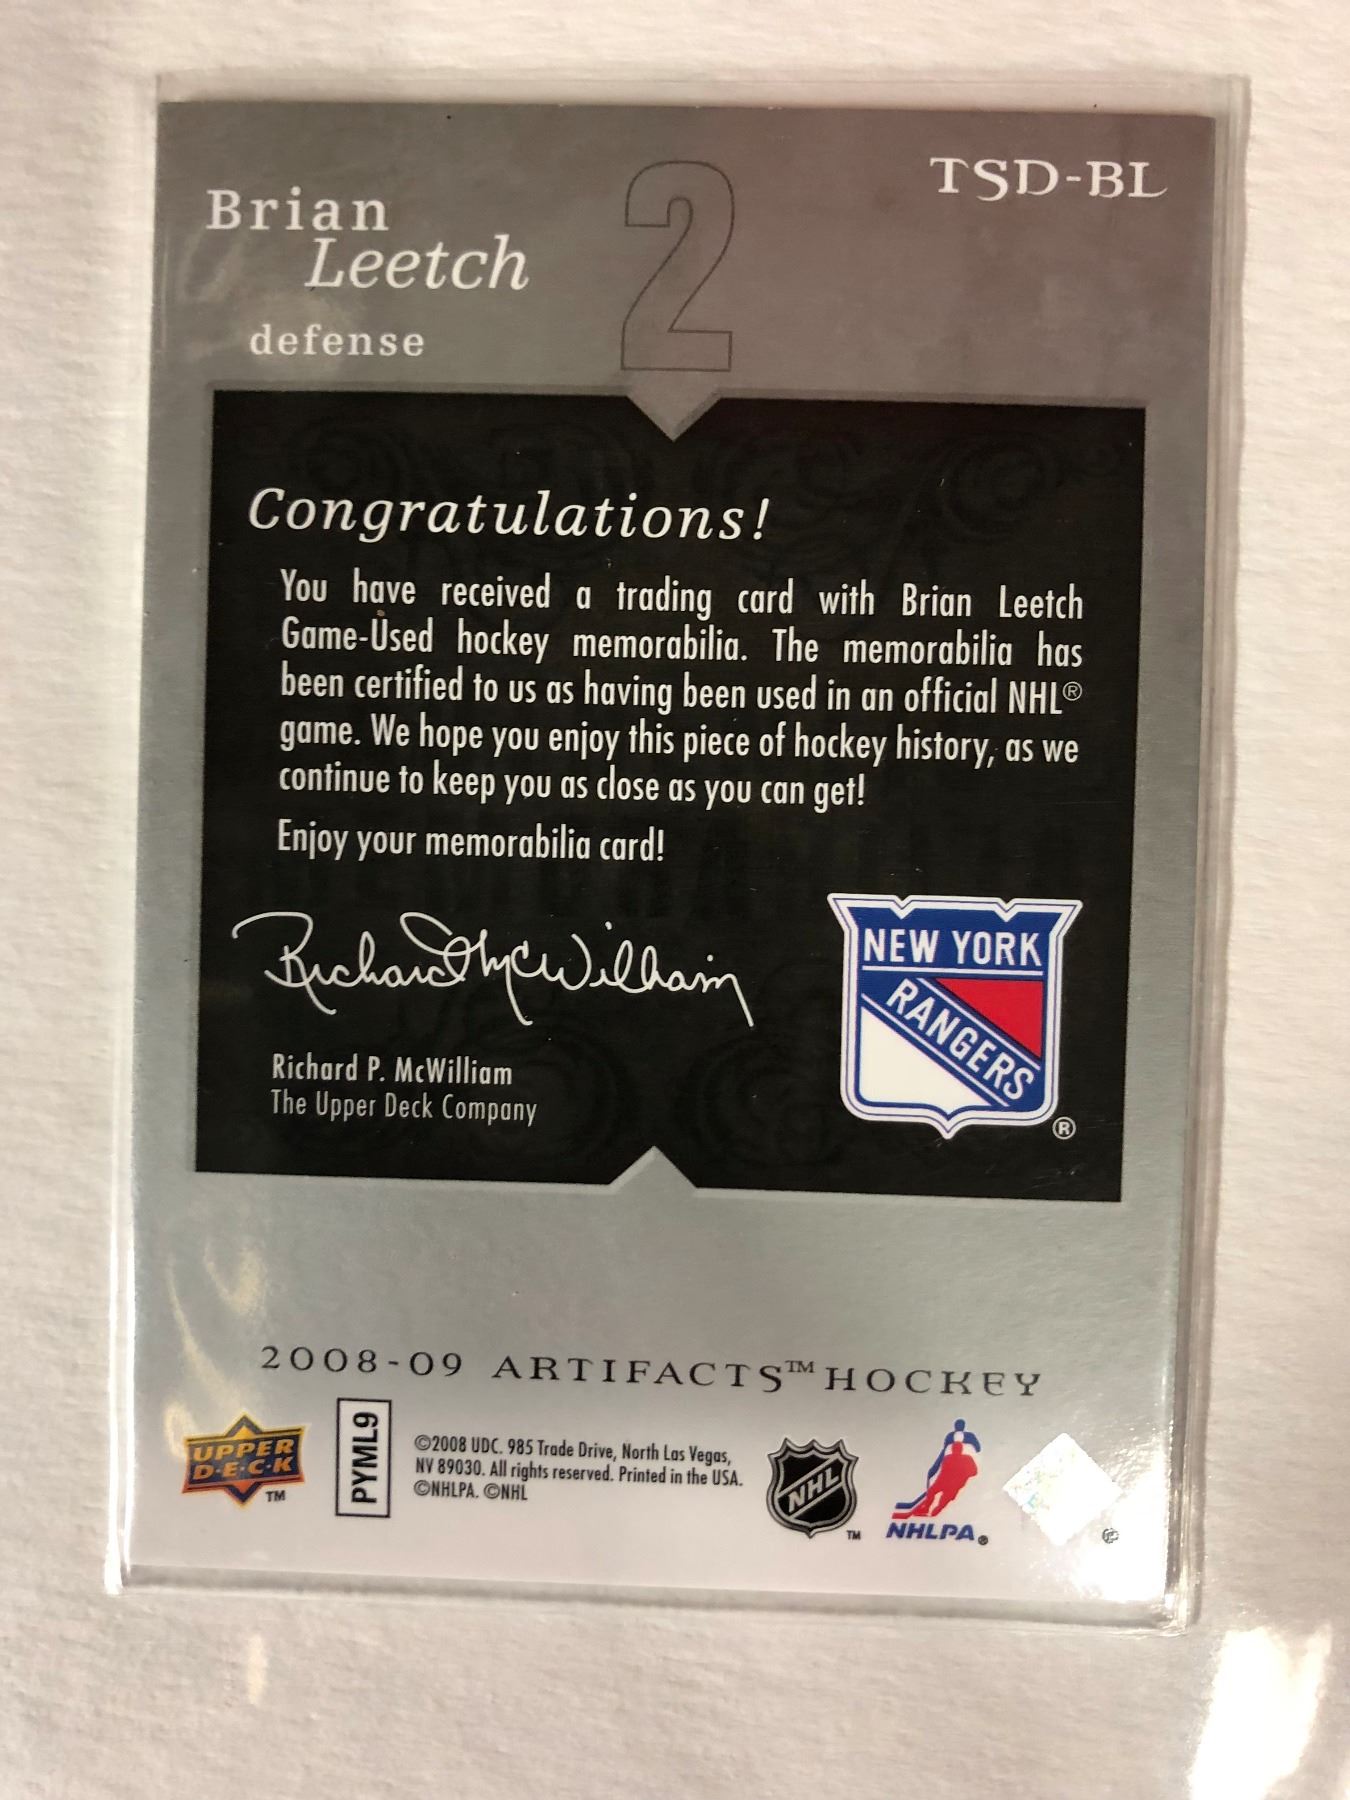 Brian
Leetch
defense
2
TSD-BL
Congratulations!
You have received a trading card with Brian Leetch
Game-Used hockey memorabilia. The memorabilia has
been certified to us as having been used in an official NHL®
game. We hope you enjoy this piece of hockey history, as we
continue to keep you as close as you can get!
Enjoy your memorabilia card!
Richard McWilliam
Richard P. McWilliam
The Upper Deck Company
NEW YORK
RANGERS
®
2008-09 ARTIFACTS™ HOCKEY
UPPER
D·E·C·K
TM
PYML9
©2008 UDC. 985 Trade Drive, North Las Vegas,
NV 89030. All rights reserved. Printed in the USA.
©NHLPA. ©NHL
NHL
TM
NHLPA®